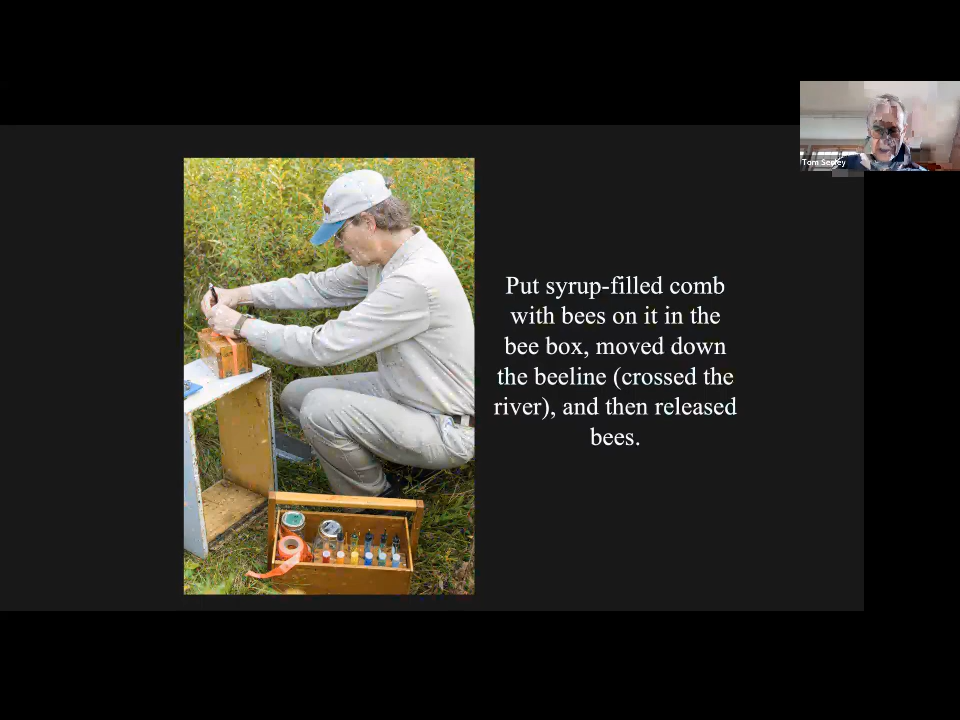 Tom Seeley
Put syrup-filled comb
with bees on it in the
bee box, moved down
the beeline (crossed the
river), and then released
bees.